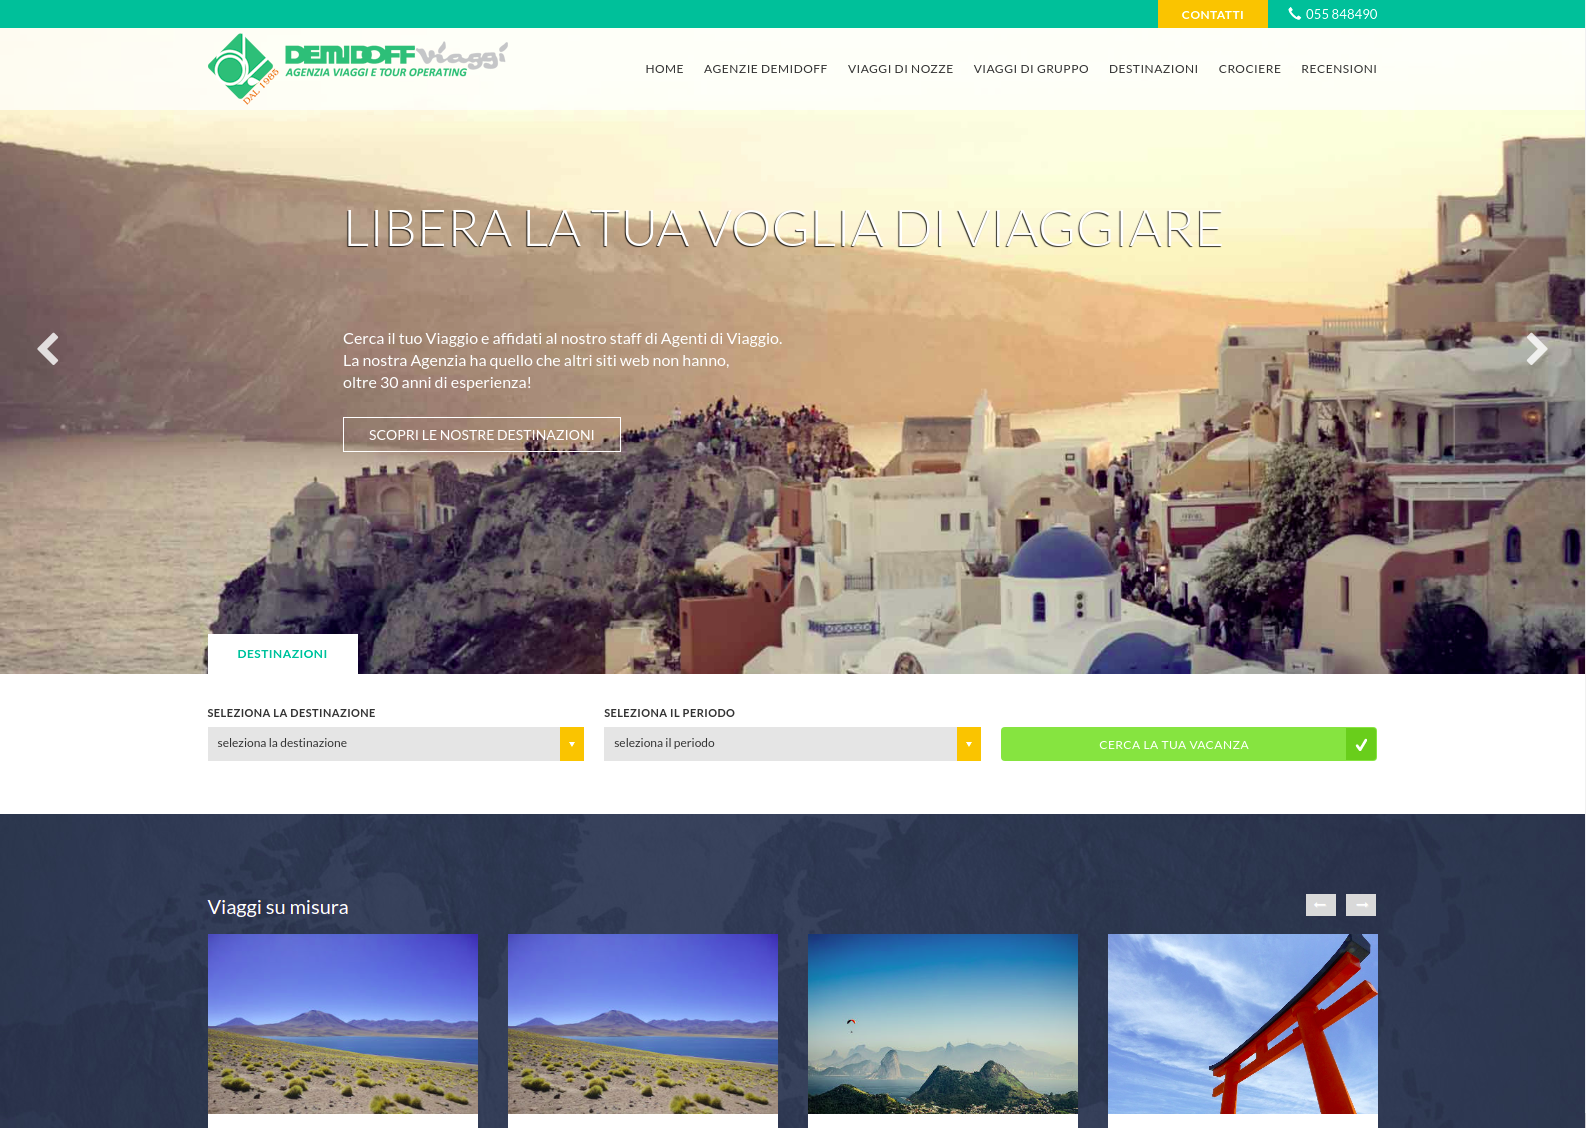 CONTATTI
055 848490
DEMIDOFF viaggi
AGENZIA VIAGGI E TOUR OPERATING
DAL 1985
HOME
AGENZIE DEMIDOFF
VIAGGI DI NOZZE
VIAGGI DI GRUPPO
DESTINAZIONI
CROCIERE
RECENSIONI
LIBERA LA TUA VOGLIA DI VIAGGIARE
Cerca il tuo Viaggio e affidati al nostro staff di Agenti di Viaggio.
La nostra Agenzia ha quello che altri siti web non hanno,
oltre 30 anni di esperienza!
SCOPRI LE NOSTRE DESTINAZIONI
DESTINAZIONI
SELEZIONA LA DESTINAZIONE
SELEZIONA IL PERIODO
seleziona la destinazione
seleziona il periodo
CERCA LA TUA VACANZA
Viaggi su misura